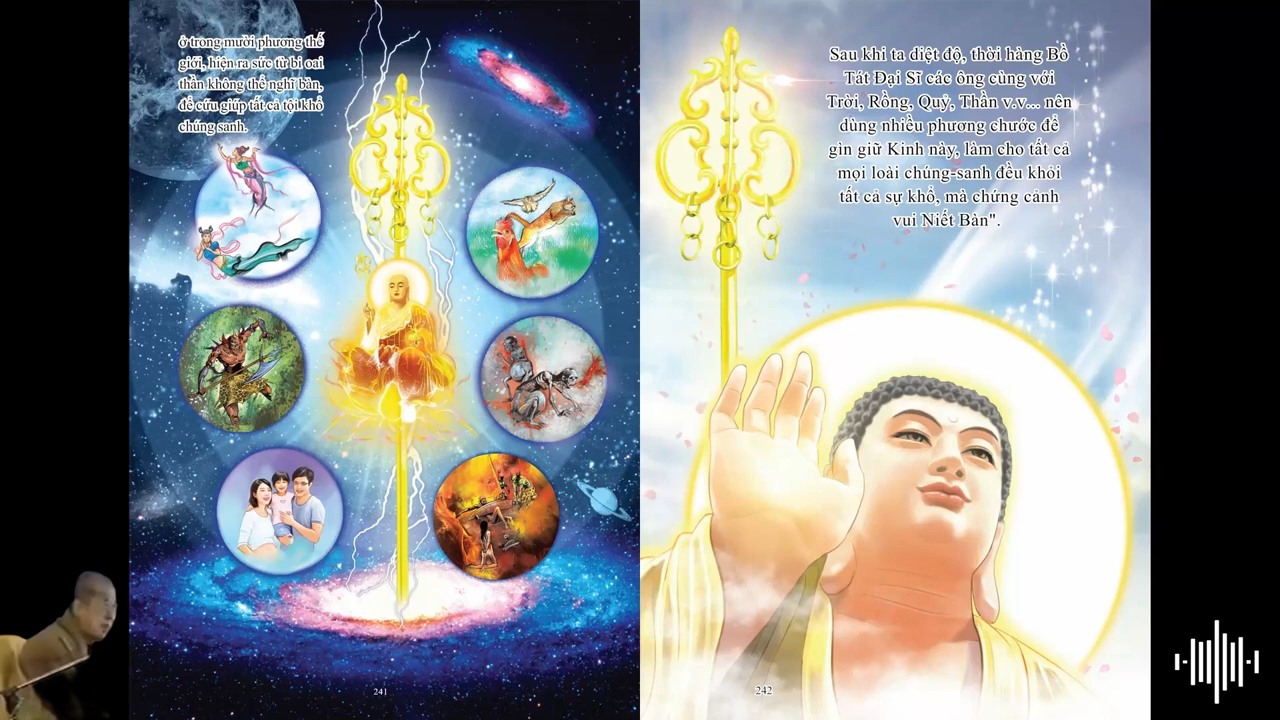 ở trong mười phương thế
giới, hiện ra sức từ bi oai
thần không thể nghĩ bàn,
để cứu giúp tất cả tội khổ
chúng sanh.
241
Sau khi ta diệt độ, thời hàng Bồ
Tát Đại Sĩ các ông cùng với
Trời, Rồng, Quỷ, Thần v.v... nên
dùng nhiều phương chước để
gìn giữ Kinh này, làm cho tất cả
mọi loài chúng-sanh đều khỏi
tất cả sự khổ, mà chứng cảnh
vui Niết Bàn".
242